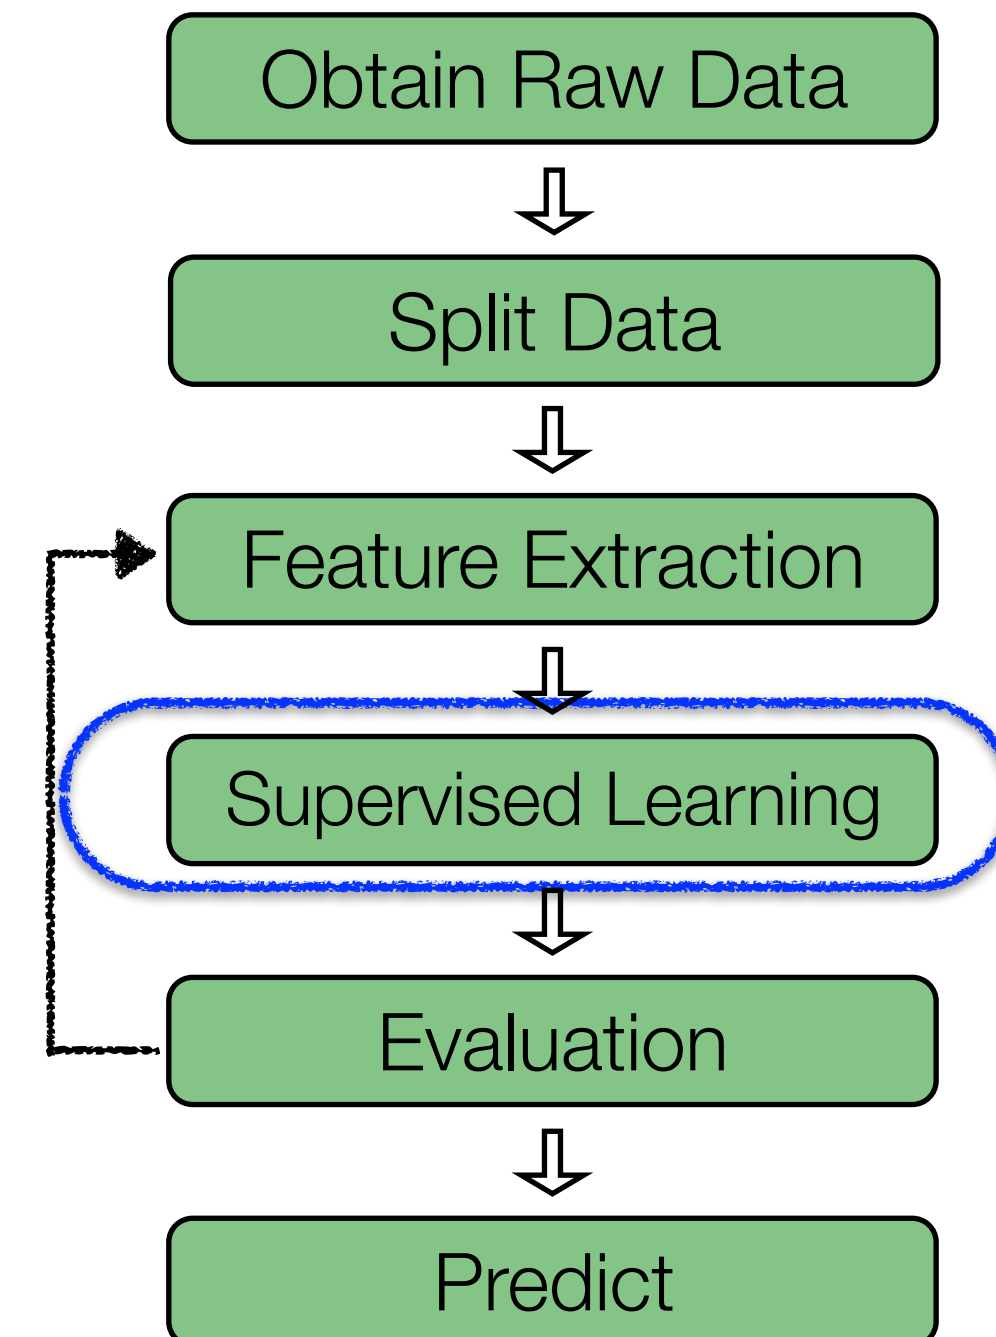 Obtain Raw Data
Split Data
Feature Extraction
Supervised Learning
Evaluation
Predict